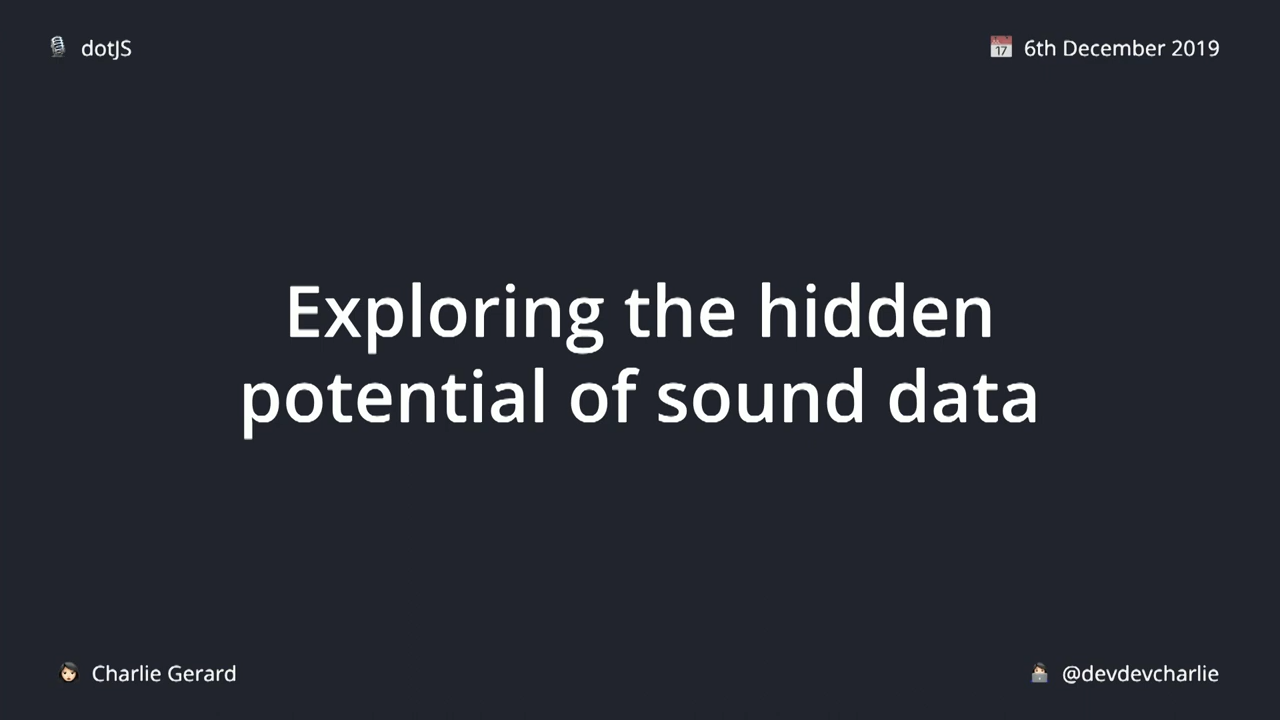 dotJS
6th December 2019
Exploring the hidden
potential of sound data
Charlie Gerard
@devdevcharlie